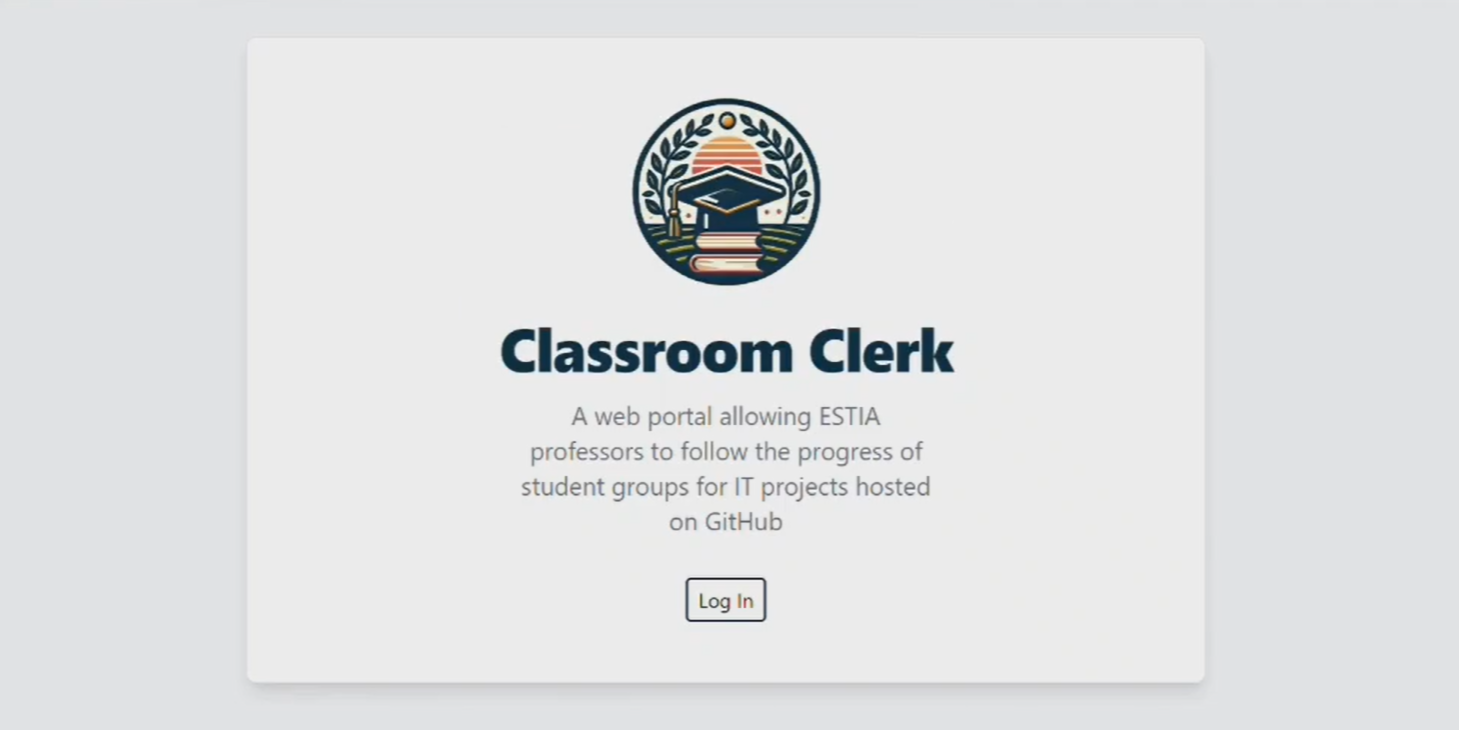 Classroom Clerk
A web portal allowing ESTIA
professors to follow the progress of
student groups for IT projects hosted
on GitHub
Log In